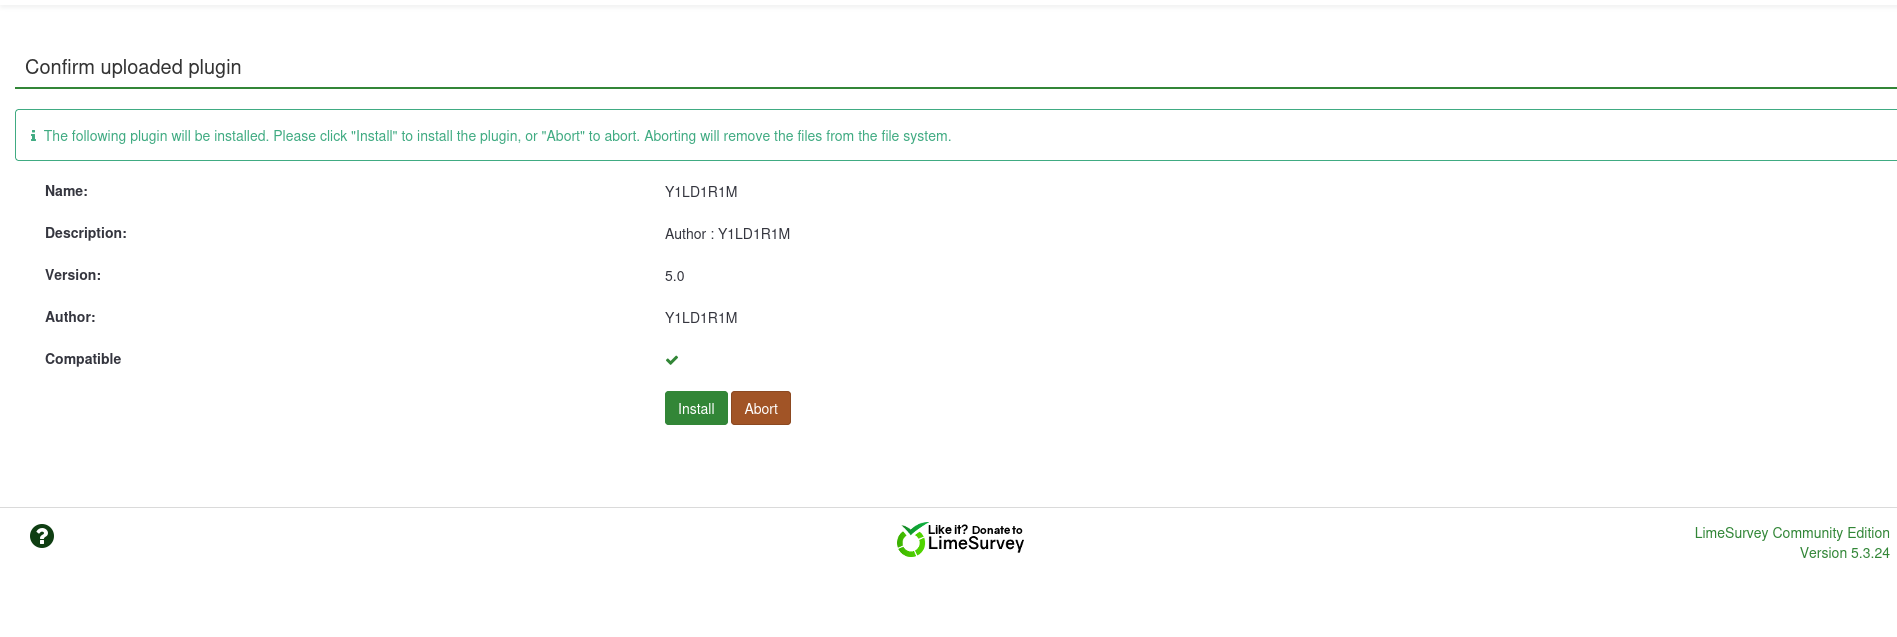 Confirm uploaded plugin
The following plugin will be installed. Please click "Install" to install the plugin, or "Abort" to abort. Aborting will remove the files from the file system.
Name: Y1LD1R1M
Description: Author : Y1LD1R1M
Version: 5.0
Author: Y1LD1R1M
Compatible
Install Abort
Like it? Donate to
LimeSurvey
LimeSurvey Community Edition
Version 5.3.24